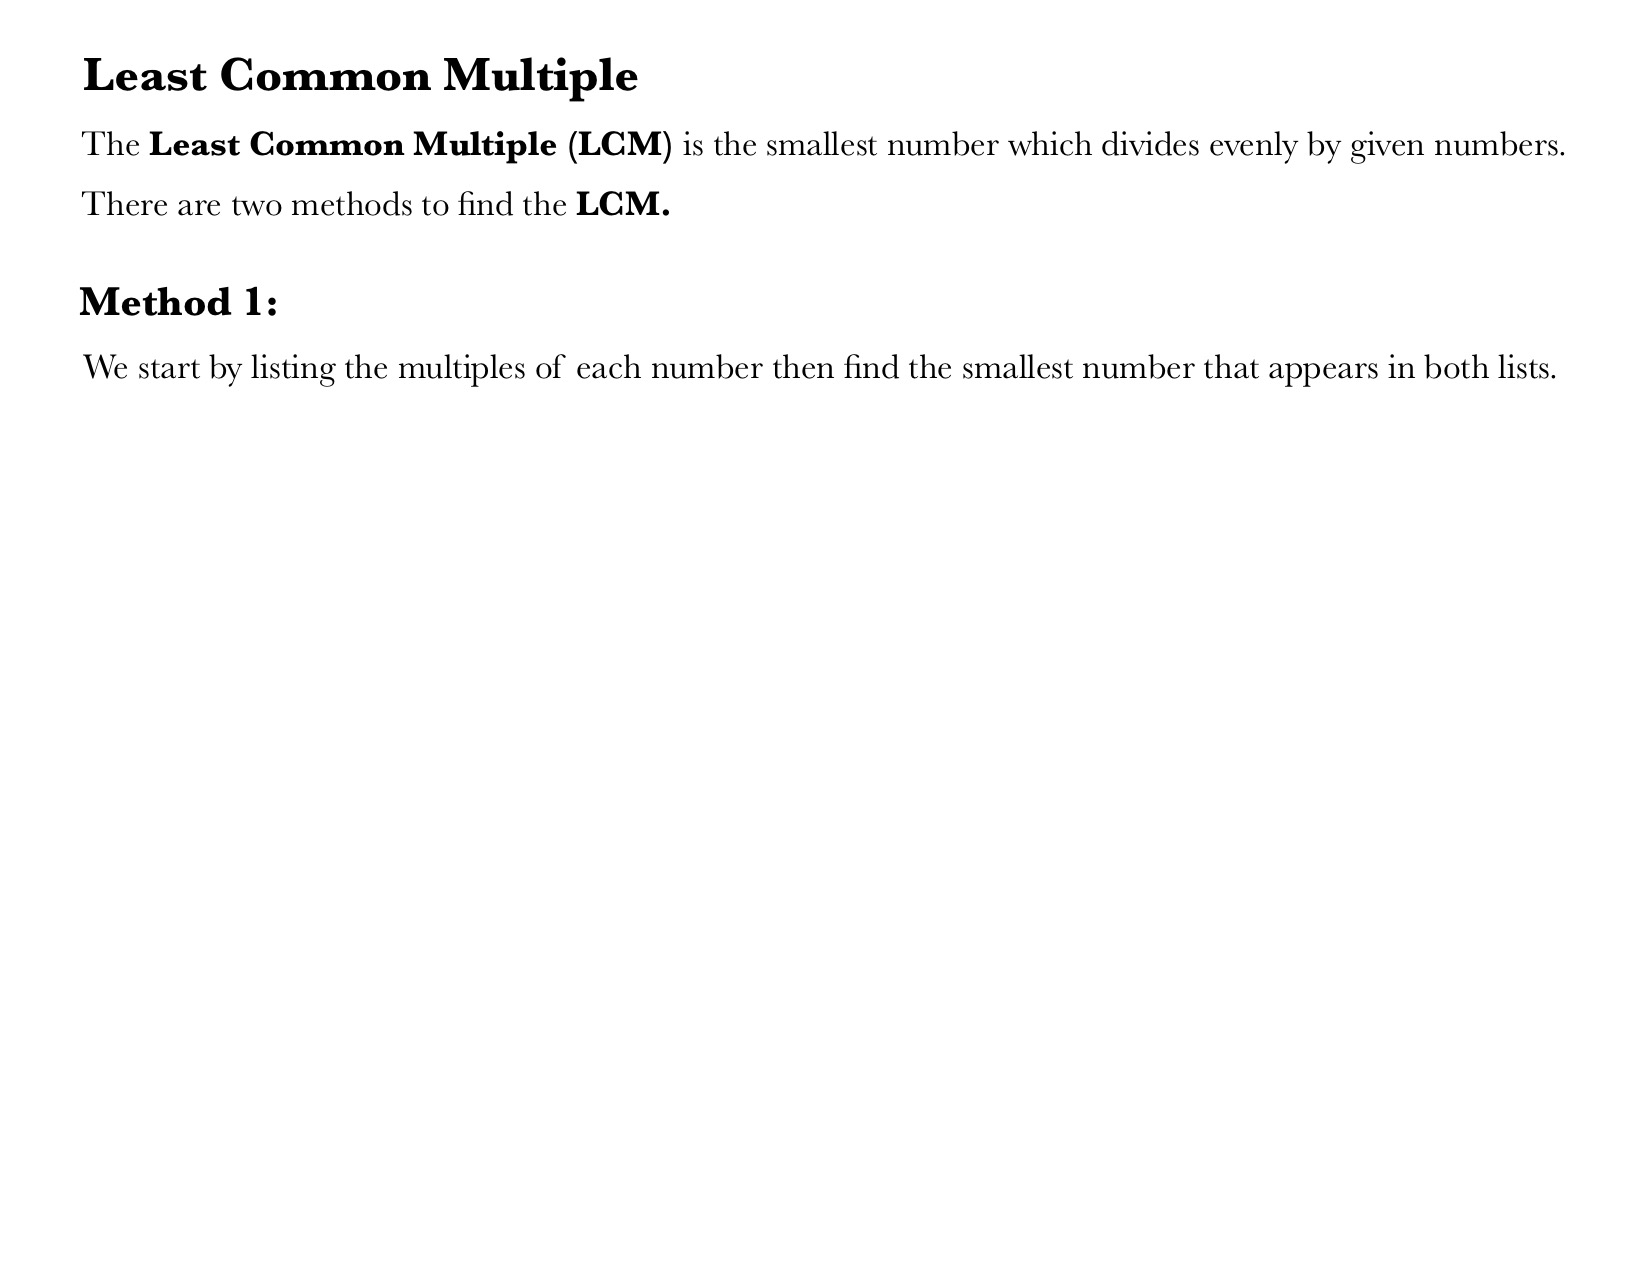 Least Common Multiple
The Least Common Multiple (LCM) is the smallest number which divides evenly by given numbers.
There are two methods to find the LCM.
Method 1:
We start by listing the multiples of each number then find the smallest number that appears in both lists.